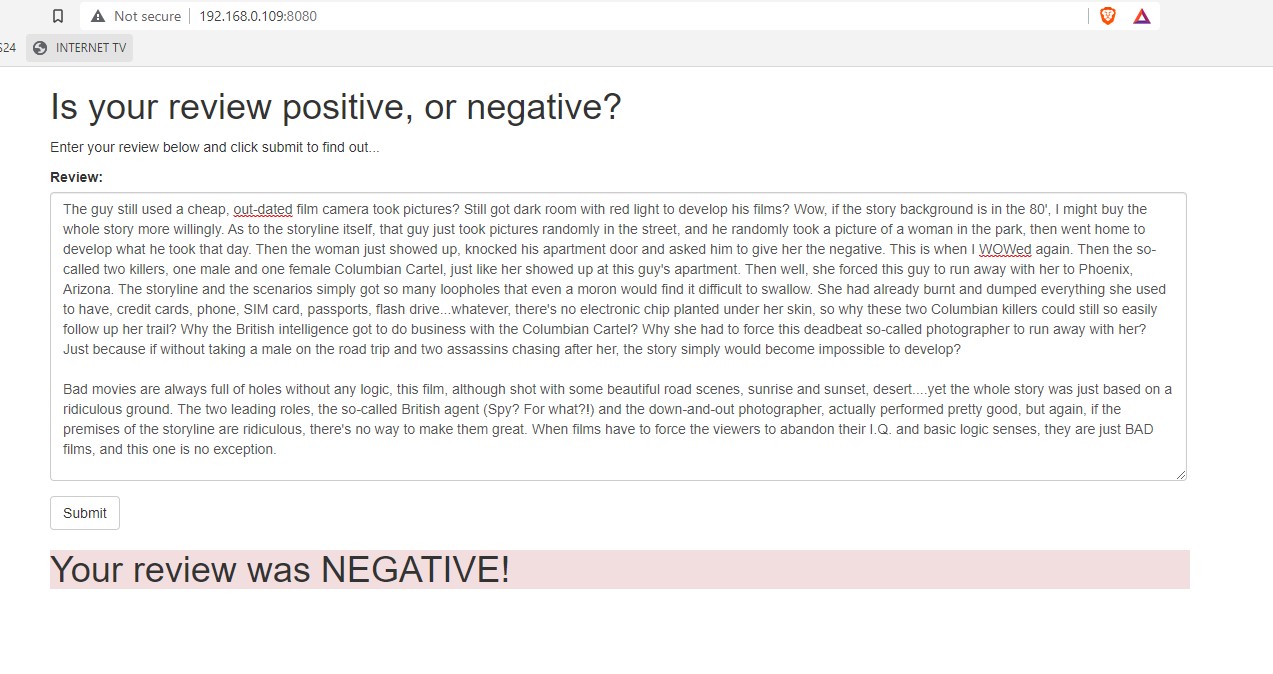 Not secure 192.168.0.109:8080
S24 INTERNET TV
Is your review positive, or negative?
Enter your review below and click submit to find out...
Review:
The guy still used a cheap, out-dated film camera took pictures? Still got dark room with red light to develop his films? Wow, if the story background is in the 80', I might buy the
whole story more willingly. As to the storyline itself, that guy just took pictures randomly in the street, and he randomly took a picture of a woman in the park, then went home to
develop what he took that day. Then the woman just showed up, knocked his apartment door and asked him to give her the negative. This is when I WOWed again. Then the so-
called two killers, one male and one female Columbian Cartel, just like her showed up at this guy's apartment. Then well, she forced this guy to run away with her to Phoenix,
Arizona. The storyline and the scenarios simply got so many loopholes that even a moron would find it difficult to swallow. She had already burnt and dumped everything she used
to have, credit cards, phone, SIM card, passports, flash drive...whatever, there's no electronic chip planted under her skin, so why these two Columbian killers could still so easily
follow up her trail? Why the British intelligence got to do business with the Columbian Cartel? Why she had to force this deadbeat so-called photographer to run away with her?
Just because if without taking a male on the road trip and two assassins chasing after her, the story simply would become impossible to develop?
Bad movies are always full of holes without any logic, this film, although shot with some beautiful road scenes, sunrise and sunset, desert....yet the whole story was just based on a
ridiculous ground. The two leading roles, the so-called British agent (Spy? For what?!) and the down-and-out photographer, actually performed pretty good, but again, if the
premises of the storyline are ridiculous, there's no way to make them great. When films have to force the viewers to abandon their I.Q. and basic logic senses, they are just BAD
films, and this one is no exception.
Submit
Your review was NEGATIVE!